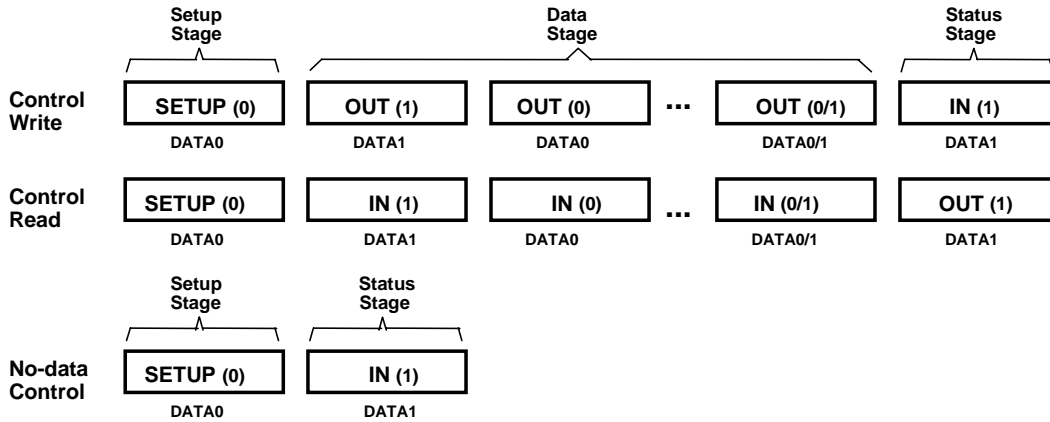 Setup
Stage
Data
Stage
Status
Stage
Control
Write
SETUP (0) OUT (1) OUT (0) ... OUT (0/1) IN (1)
DATA0 DATA1 DATA0 DATA0/1 DATA1
Control
Read
SETUP (0) IN (1) IN (0) ... IN (0/1) OUT (1)
DATA0 DATA1 DATA0 DATA0/1 DATA1
Setup
Stage
Status
Stage
No-data
Control
SETUP (0) IN (1)
DATA0 DATA1